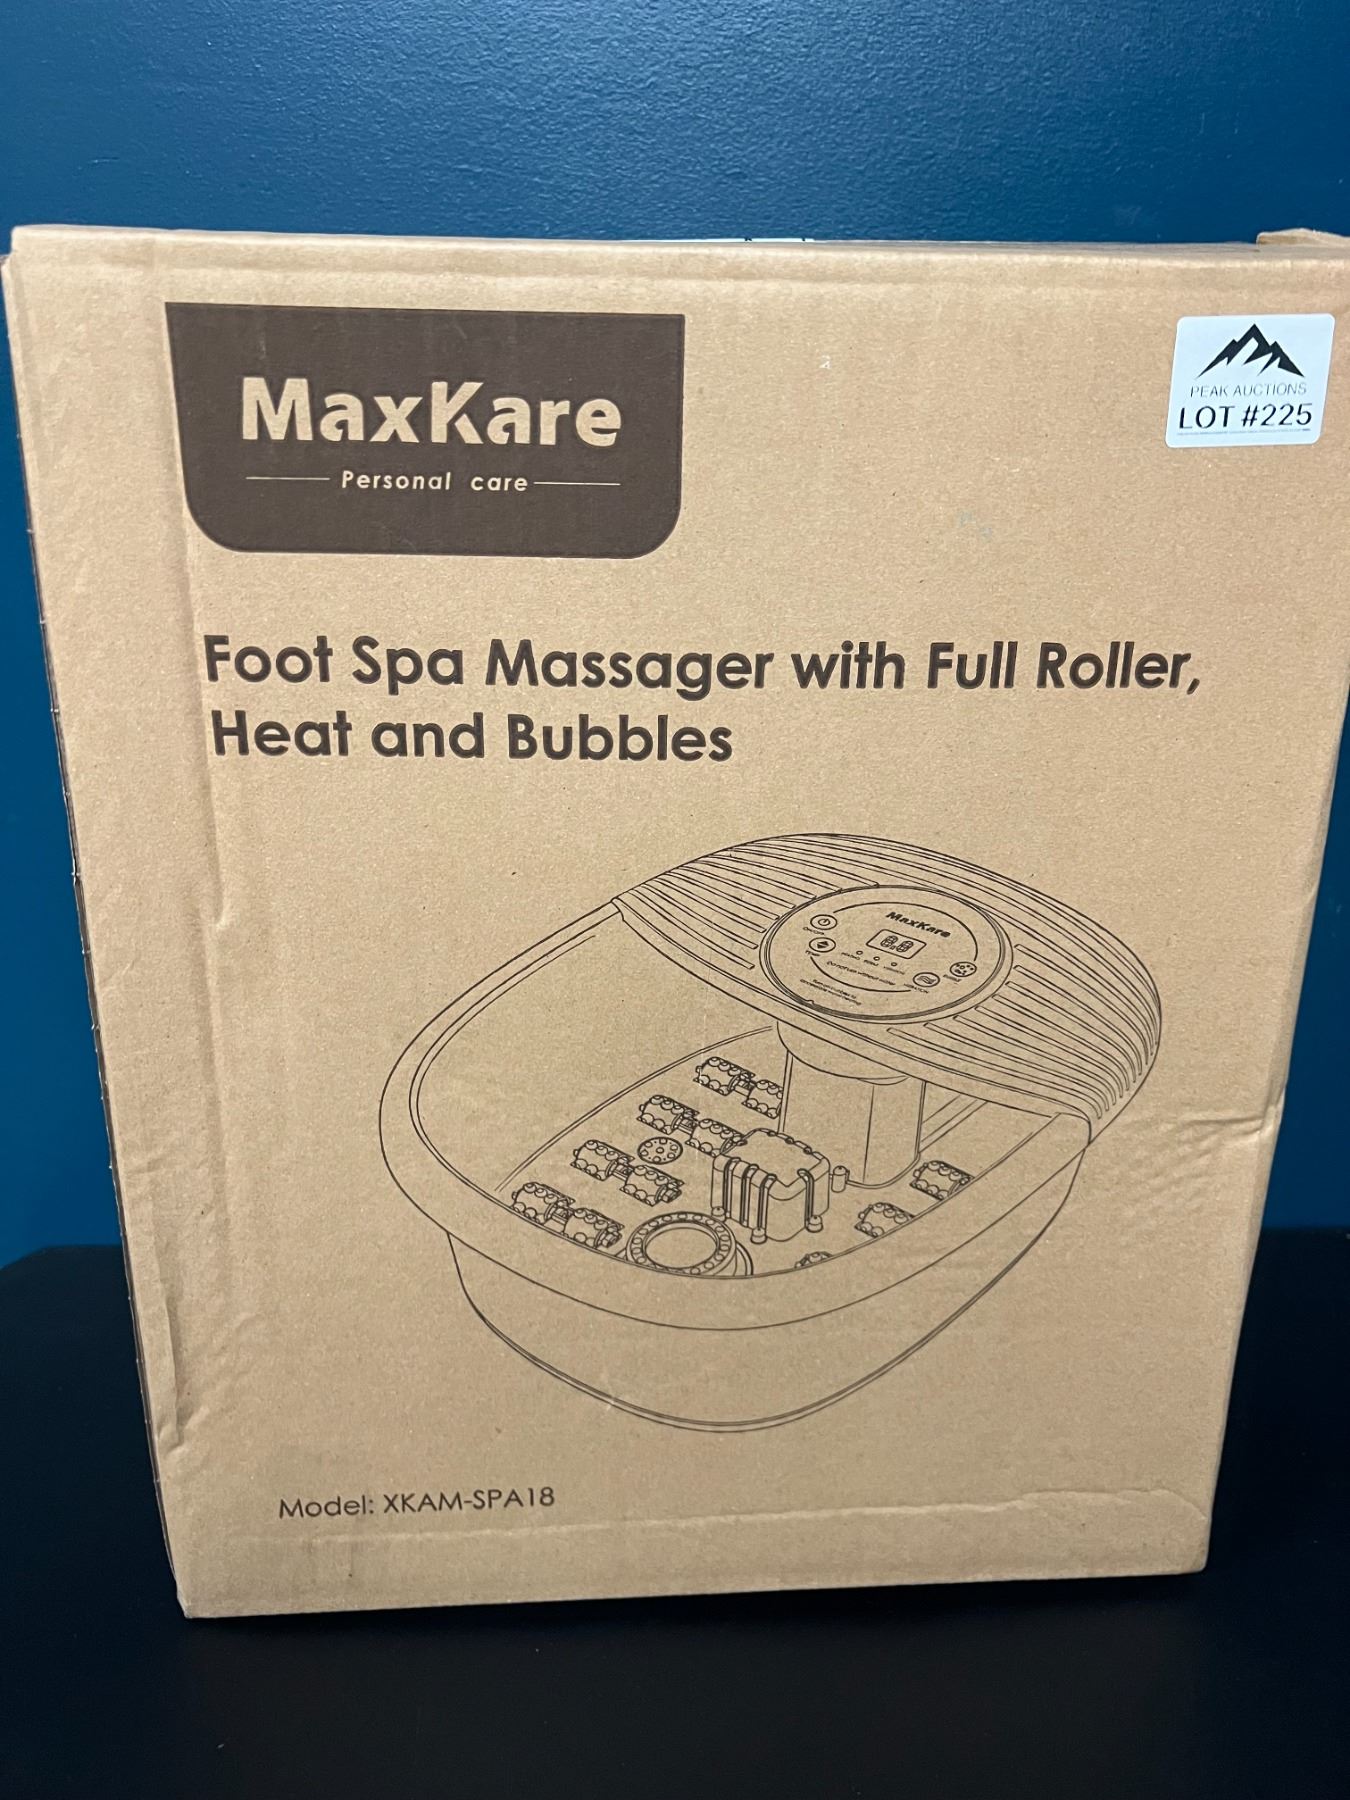 MaxKare
Personal care
PEAK AUCTIONS
LOT #225
Foot Spa Massager with Full Roller,
Heat and Bubbles
MaxKare
Model: XKAM-SPA18